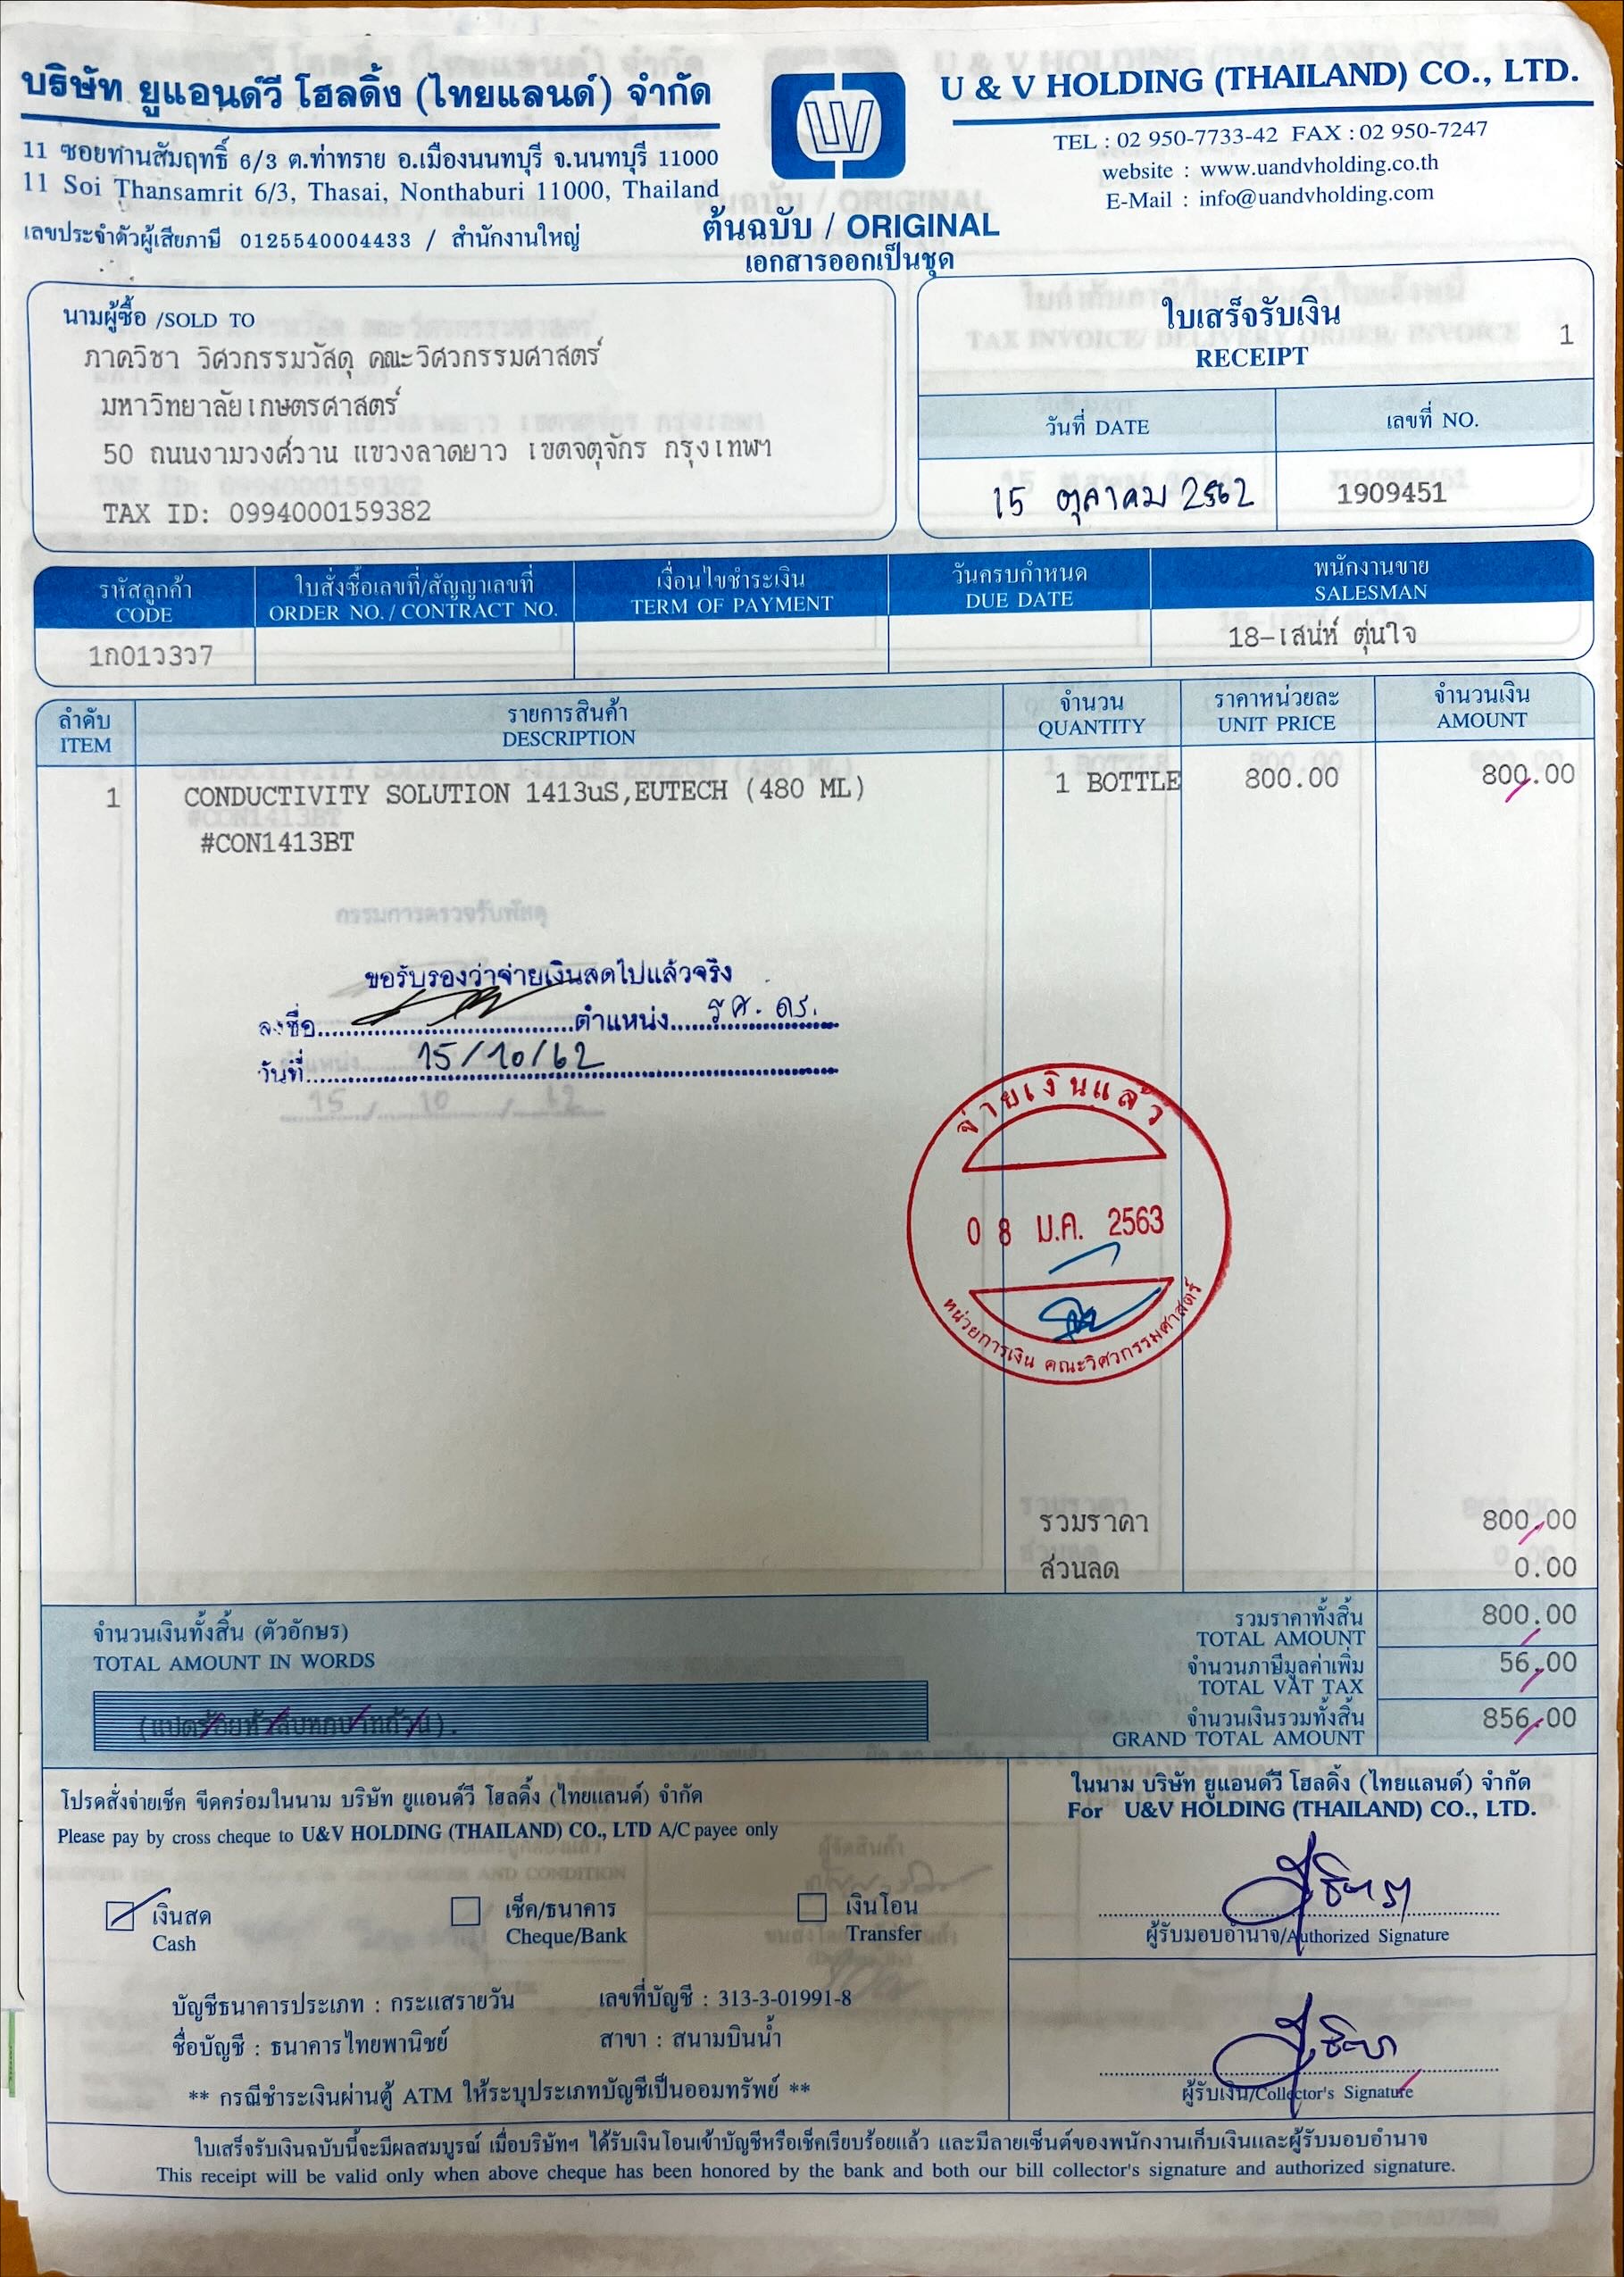 บริษัท ยูแอนด์วี โฮลดิ้ง (ไทยแลนด์) จำกัด
11 ซอยท่านสัมฤทธิ์ 6/3 ต.ท่าทราย อ.เมืองนนทบุรี จ.นนทบุรี 11000
11 Soi Thansamrit 6/3, Thasai, Nonthaburi 11000, Thailand
เลขประจำตัวผู้เสียภาษี 0125540004433 / สำนักงานใหญ่
UV
U & V HOLDING (THAILAND) CO., LTD.
TEL : 02 950-7733-42 FAX : 02 950-7247
website : www.uandvholding.co.th
E-Mail : info@uandvholding.com
ต้นฉบับ / ORIGINAL
เอกสารออกเป็นชุด
นามผู้ซื้อ /SOLD TO
ภาควิชา วิศวกรรมวัสดุ คณะวิศวกรรมศาสตร์
มหาวิทยาลัยเกษตรศาสตร์
50 ถนนงามวงศ์วาน แขวงลาดยาว เขตจตุจักร กรุงเทพฯ
TAX ID: 0994000159382
ใบเสร็จรับเงิน
RECEIPT
1
วันที่ DATE
เลขที่ NO.
15 ตุลาคม 2562
1909451
รหัสลูกค้า ใบสั่งซื้อเลขที่/สัญญาเลขที่ เงื่อนไขชำระเงิน วันครบกำหนด พนักงานขาย
CODE ORDER NO. / CONTRACT NO. TERM OF PAYMENT DUE DATE SALESMAN
1ก01ว3ว7 18-เสน่ห์ ตุ่นใจ
ลำดับ รายการสินค้า จำนวน ราคาหน่วยละ จำนวนเงิน
ITEM DESCRIPTION QUANTITY UNIT PRICE AMOUNT
1 CONDUCTIVITY SOLUTION 1413uS,EUTECH (480 ML) 1 BOTTLE 800.00 800.00
#CON1413BT
กรรมการตรวจรับพัสดุ
ขอรับรองว่าจ่ายเงินสดไปแล้วจริง
ลงชื่อ ตำแหน่ง รศ. ดร.
วันที่ 15/10/62
จ่ายเงินแล้ว
08 ม.ค. 2563
หน่วยการเงิน คณะวิศวกรรมศาสตร์
รวมราคา 800.00
ส่วนลด 0.00
จำนวนเงินทั้งสิ้น (ตัวอักษร)
TOTAL AMOUNT IN WORDS
(แปดร้อยห้าสิบหกบาทถ้วน).
รวมราคาทั้งสิ้น 800.00
TOTAL AMOUNT
จำนวนภาษีมูลค่าเพิ่ม 56.00
TOTAL VAT TAX
จำนวนเงินรวมทั้งสิ้น 856.00
GRAND TOTAL AMOUNT
โปรดสั่งจ่ายเช็ค ขีดคร่อมในนาม บริษัท ยูแอนด์วี โฮลดิ้ง (ไทยแลนด์) จำกัด
Please pay by cross cheque to U&V HOLDING (THAILAND) CO., LTD A/C payee only
เงินสด
Cash
เช็ค/ธนาคาร
Cheque/Bank
เงินโอน
Transfer
บัญชีธนาคารประเภท : กระแสรายวัน เลขที่บัญชี : 313-3-01991-8
ชื่อบัญชี : ธนาคารไทยพานิชย์ สาขา : สนามบินน้ำ
** กรณีชำระเงินผ่านตู้ ATM ให้ระบุประเภทบัญชีเป็นออมทรัพย์ **
ในนาม บริษัท ยูแอนด์วี โฮลดิ้ง (ไทยแลนด์) จำกัด
For U&V HOLDING (THAILAND) CO., LTD.
ผู้รับมอบอำนาจ/Authorized Signature
ผู้รับเงิน/Collector's Signature
ใบเสร็จรับเงินฉบับนี้จะมีผลสมบูรณ์ เมื่อบริษัทฯ ได้รับเงินโอนเข้าบัญชีหรือเช็คเรียบร้อยแล้ว และมีลายเซ็นต์ของพนักงานเก็บเงินและผู้รับมอบอำนาจ
This receipt will be valid only when above cheque has been honored by the bank and both our bill collector's signature and authorized signature.